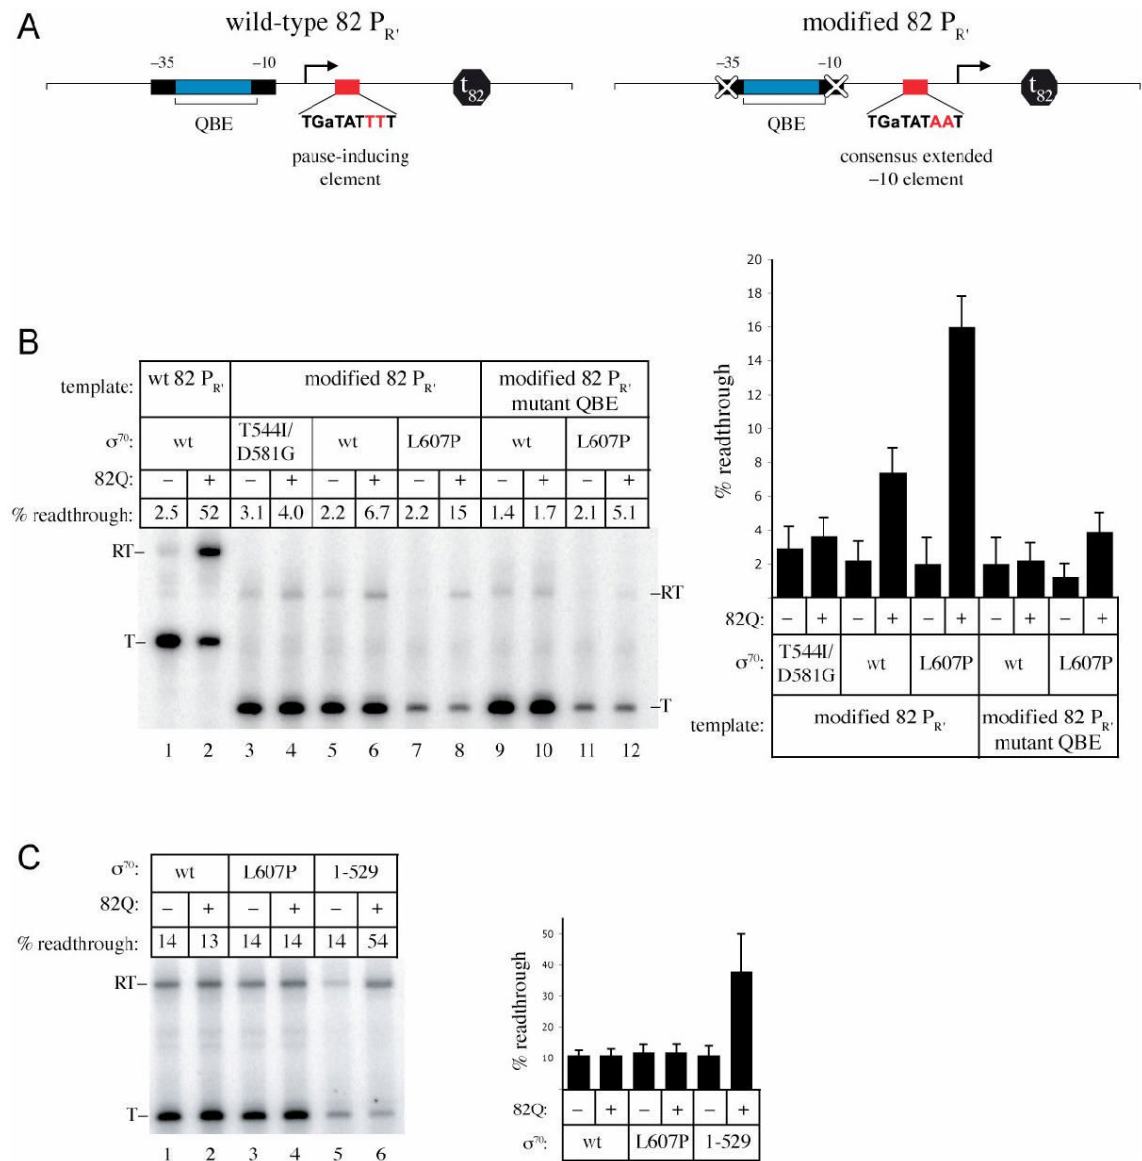 A
wild-type 82 PR'
modified 82 PR'
−35
−10
−35
−10
t82
t82
QBE
TGaTATTTT
QBE
TGaTATAAT
pause-inducing
element
consensus extended
−10 element
B
template:
wt 82 PR'
modified 82 PR'
modified 82 PR'
mutant QBE
σ70:
wt
T544I/
D581G
wt
L607P
wt
L607P
82Q:
− + − + − + − + − + − +
% readthrough:
2.5 52 3.1 4.0 2.2 6.7 2.2 15 1.4 1.7 2.1 5.1
RT–
–RT
T–
–T
1 2 3 4 5 6 7 8 9 10 11 12
20
18
16
14
12
10
8
6
4
2
% readthrough
82Q:
− + − + − + − + − +
σ70:
T544I/
D581G
wt
L607P
wt
L607P
template:
modified 82 PR'
modified 82 PR'
mutant QBE
C
σ70:
wt
L607P
1-529
82Q:
− + − + − +
% readthrough:
14 13 14 14 14 54
RT–
T–
1 2 3 4 5 6
50
40
30
20
10
% readthrough
82Q:
− + − + − +
σ70:
wt
L607P
1-529